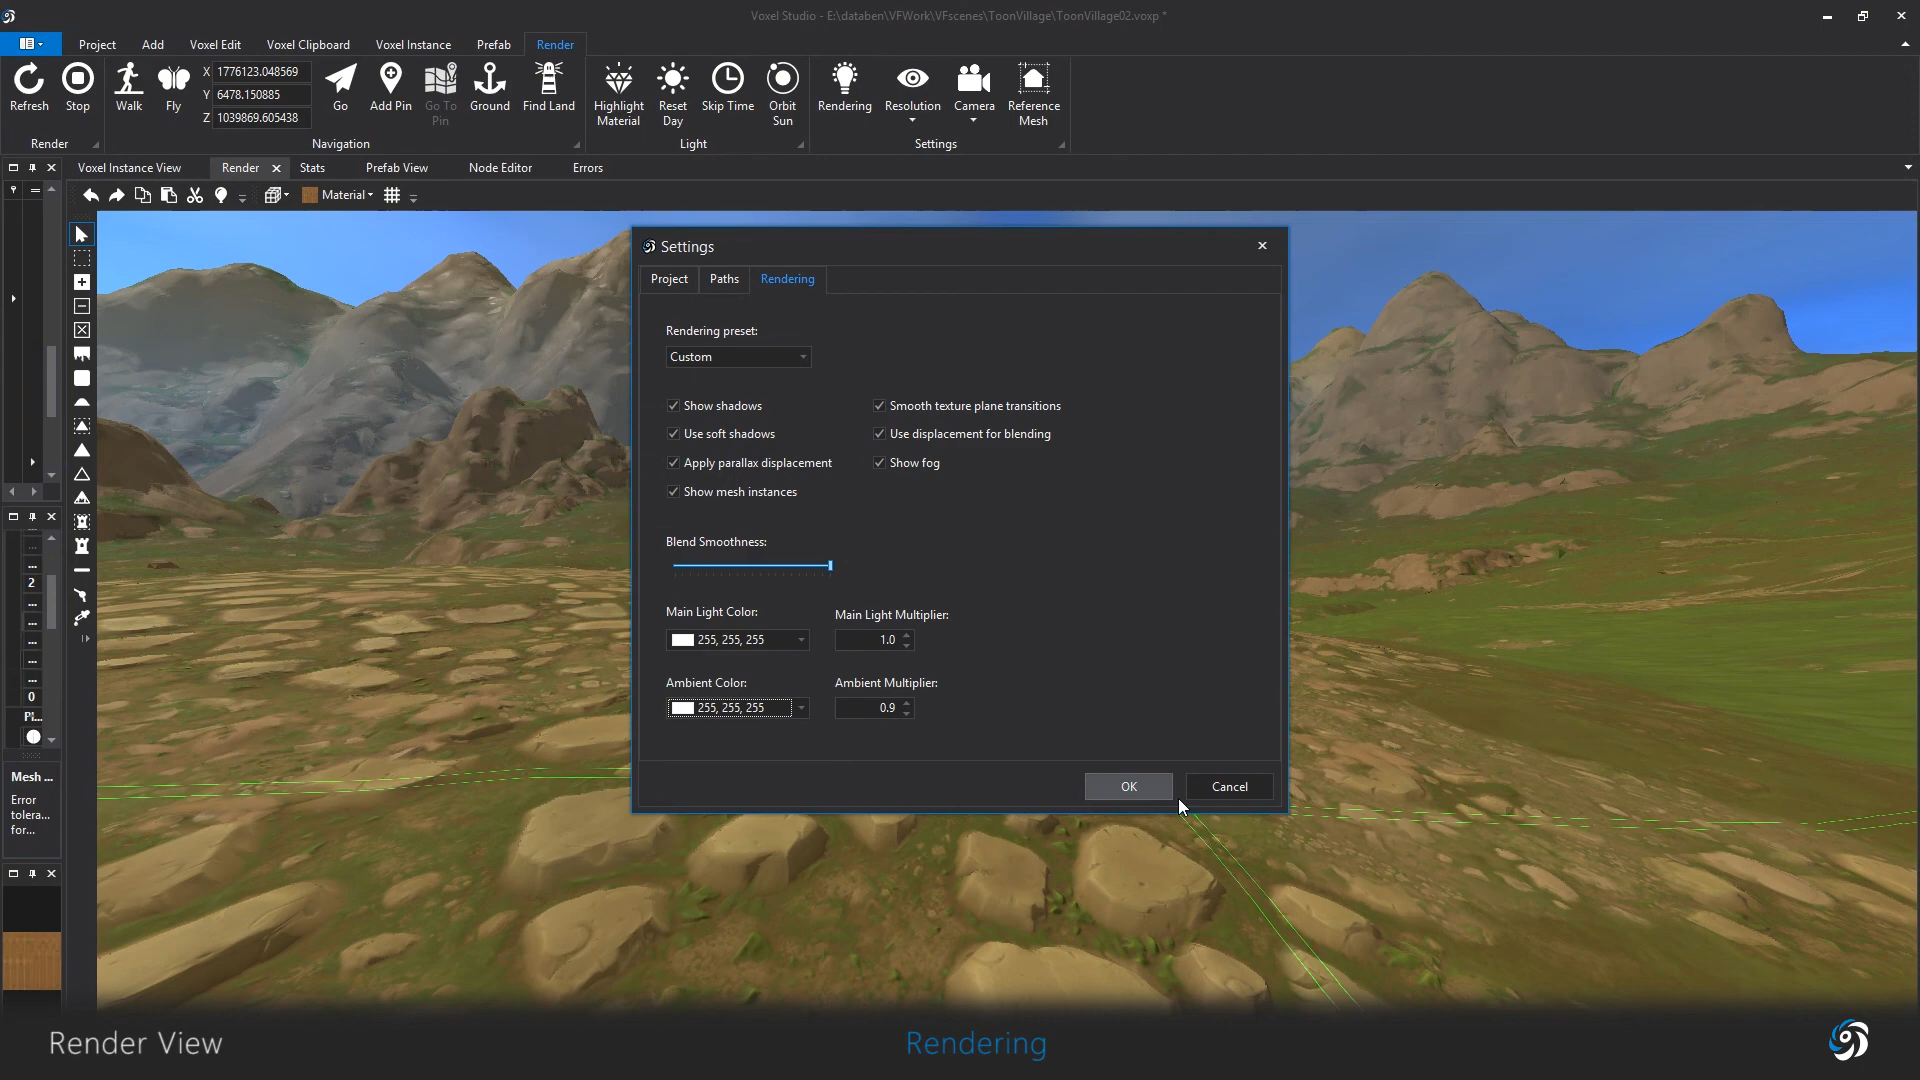 Voxel Studio - E:\databen\VFWork\VFscenes\ToonVillage\ToonVillage02.voxp *
Project Add Voxel Edit Voxel Clipboard Voxel Instance Prefab Render
X 1776123.048569
Y 6478.150885
Z 1039869.605438
Refresh Stop Walk Fly Go Add Pin Go To Pin Ground Find Land Highlight Material Reset Day Skip Time Orbit Sun Rendering Resolution Camera Reference Mesh
Render Navigation Light Settings
Voxel Instance View Render Stats Prefab View Node Editor Errors
Material
Settings
Project Paths Rendering
Rendering preset:
Custom
Show shadows Smooth texture plane transitions
Use soft shadows Use displacement for blending
Apply parallax displacement Show fog
Show mesh instances
Blend Smoothness:
Main Light Color: Main Light Multiplier:
255, 255, 255 1.0
Ambient Color: Ambient Multiplier:
255, 255, 255 0.9
OK Cancel
...
...
2
...
...
...
...
...
0
Pl...
Mesh ...
Error
tolera...
for...
Render View Rendering